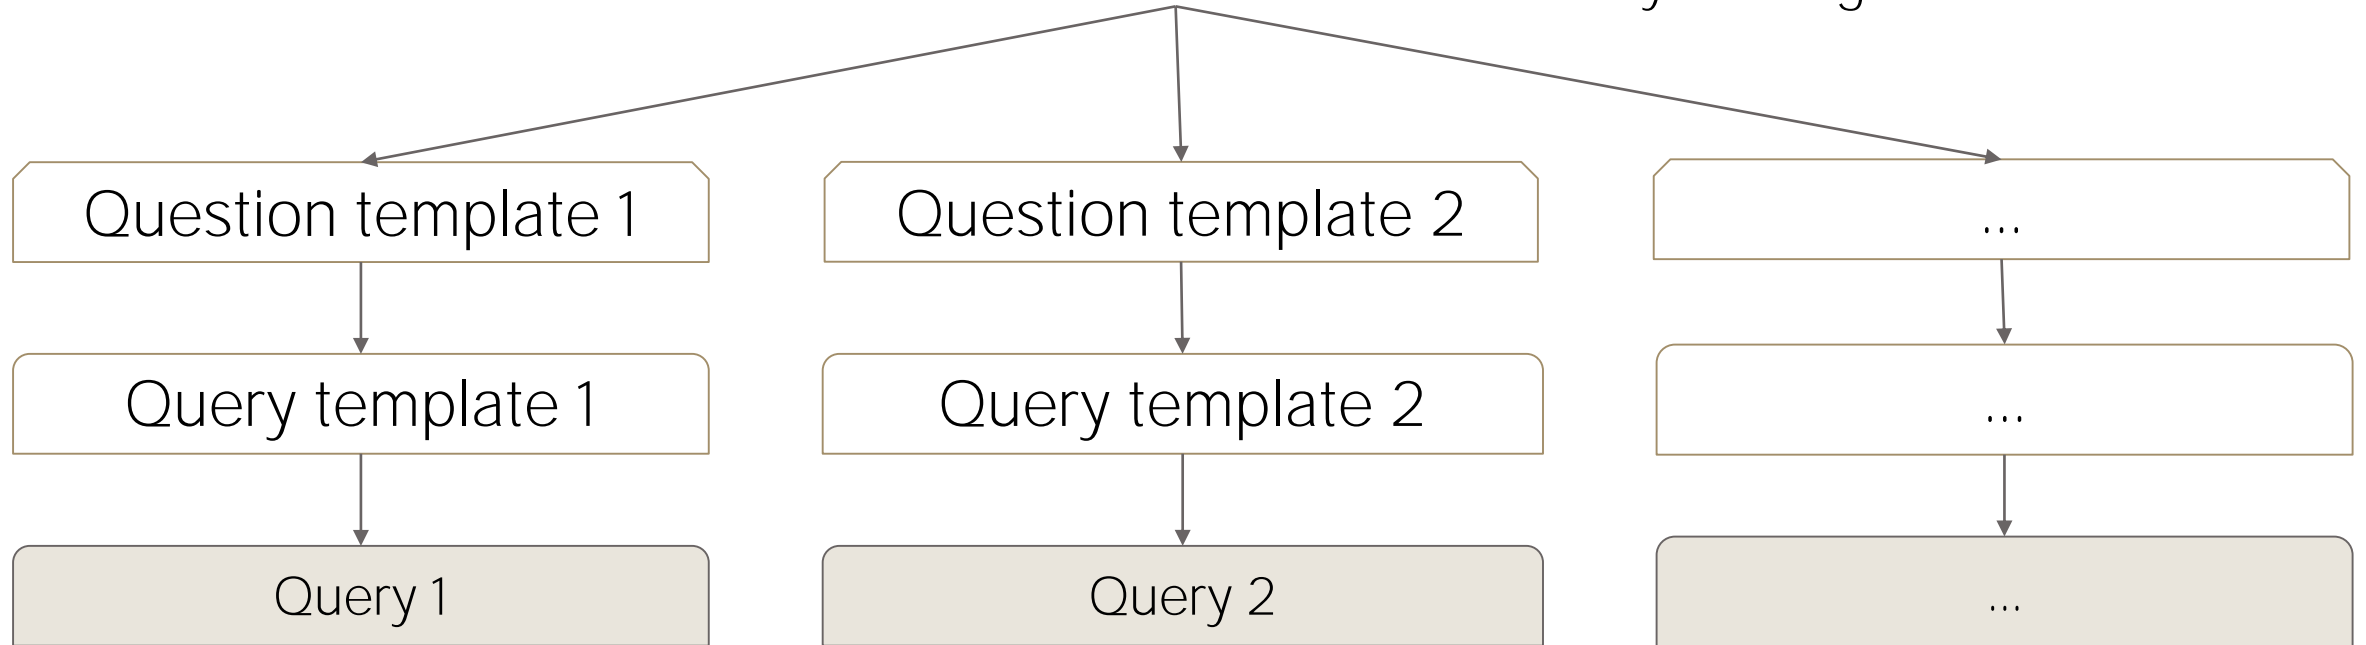 Question template 1
Question template 2
...
Query template 1
Query template 2
...
Query 1
Query 2
...